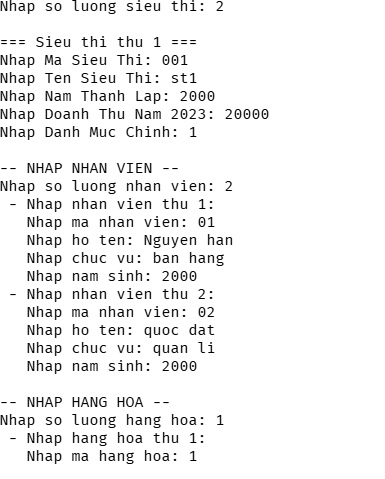 Nhap so luong sieu thi: 2
=== Sieu thi thu 1 ===
Nhap Ma Sieu Thi: 001
Nhap Ten Sieu Thi: st1
Nhap Nam Thanh Lap: 2000
Nhap Doanh Thu Nam 2023: 20000
Nhap Danh Muc Chinh: 1
-- NHAP NHAN VIEN --
Nhap so luong nhan vien: 2
- Nhap nhan vien thu 1:
Nhap ma nhan vien: 01
Nhap ho ten: Nguyen han
Nhap chuc vu: ban hang
Nhap nam sinh: 2000
- Nhap nhan vien thu 2:
Nhap ma nhan vien: 02
Nhap ho ten: quoc dat
Nhap chuc vu: quan li
Nhap nam sinh: 2000
-- NHAP HANG HOA --
Nhap so luong hang hoa: 1
- Nhap hang hoa thu 1:
Nhap ma hang hoa: 1